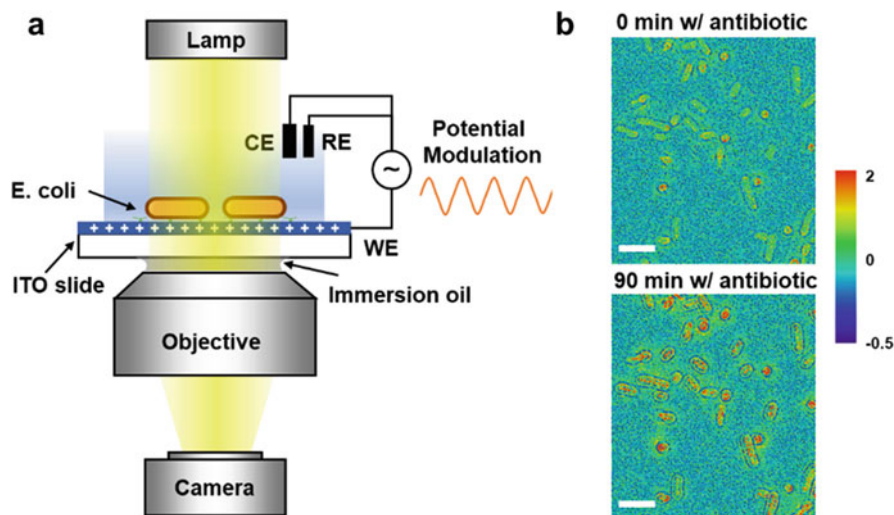 a
Lamp
CE
RE
Potential
Modulation
~
E. coli
+ + + + + + + + + + + + + + + +
WE
ITO slide
Immersion oil
Objective
Camera
b
0 min w/ antibiotic
90 min w/ antibiotic
2
0
-0.5